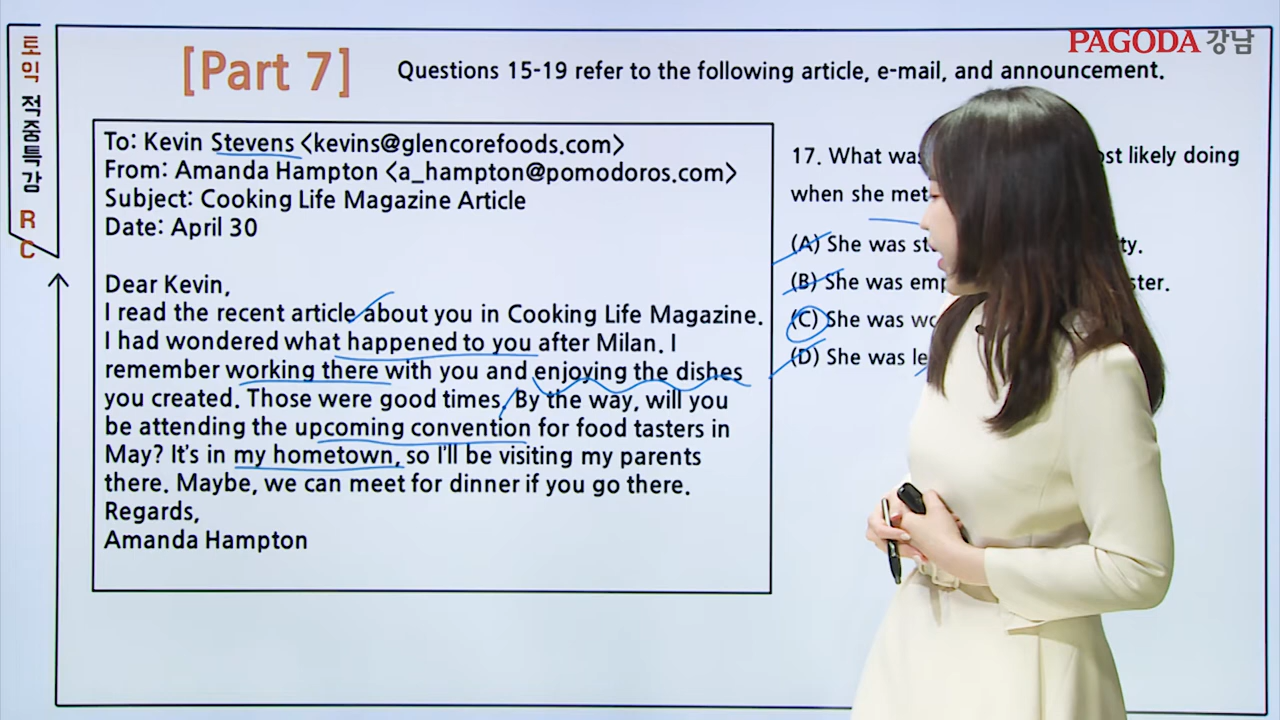 PAGODA 강남
토익 적중특강 RC
[Part 7]
Questions 15-19 refer to the following article, e-mail, and announcement.
To: Kevin Stevens <kevins@glencorefoods.com>
From: Amanda Hampton <a_hampton@pomodoros.com>
Subject: Cooking Life Magazine Article
Date: April 30
Dear Kevin,
I read the recent article about you in Cooking Life Magazine.
I had wondered what happened to you after Milan. I
remember working there with you and enjoying the dishes
you created. Those were good times. By the way, will you
be attending the upcoming convention for food tasters in
May? It's in my hometown, so I'll be visiting my parents
there. Maybe, we can meet for dinner if you go there.
Regards,
Amanda Hampton
17. What was likely doing
when she met
(A) She was
(B) She was
(C) She was
(D) She was